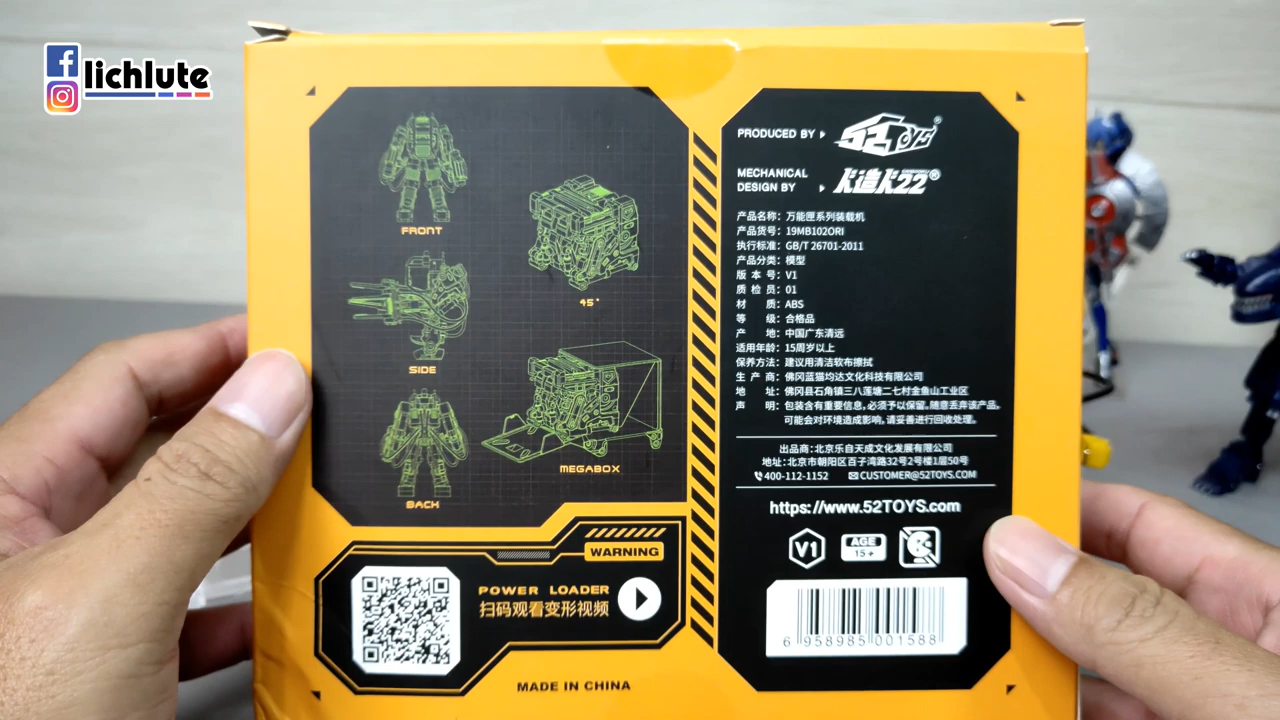 lichlute
FRONT
45°
SIDE
MEGABOX
BACK
WARNING
POWER LOADER
扫码观看变形视频
MADE IN CHINA
PRODUCED BY
52TOYS®
MECHANICAL
DESIGN BY
造 22®
产品名称：万能匣系列装载机
产品货号：19MB102ORI
执行标准：GB/T 26701-2011
产品分类：模型
版 本 号：V1
质 检 员：01
材 质：ABS
等 级：合格品
产 地：中国广东清远
适用年龄：15周岁以上
保养方法：建议用清洁软布擦拭
生 产 商：佛冈蓝猫均达文化科技有限公司
地 址：佛冈县石角镇三八莲塘二七村金鱼山工业区
声 明：包装含有重要信息，必须予以保留。随意丢弃该产品，
可能会对环境造成影响，请妥善进行回收处理。
出品商：北京乐自天成文化发展有限公司
地址：北京市朝阳区百子湾路32号2号楼1层50号
400-112-1152 CUSTOMER@52TOYS.COM
https://www.52TOYS.com
V1
AGE
15+
6 958985 001588